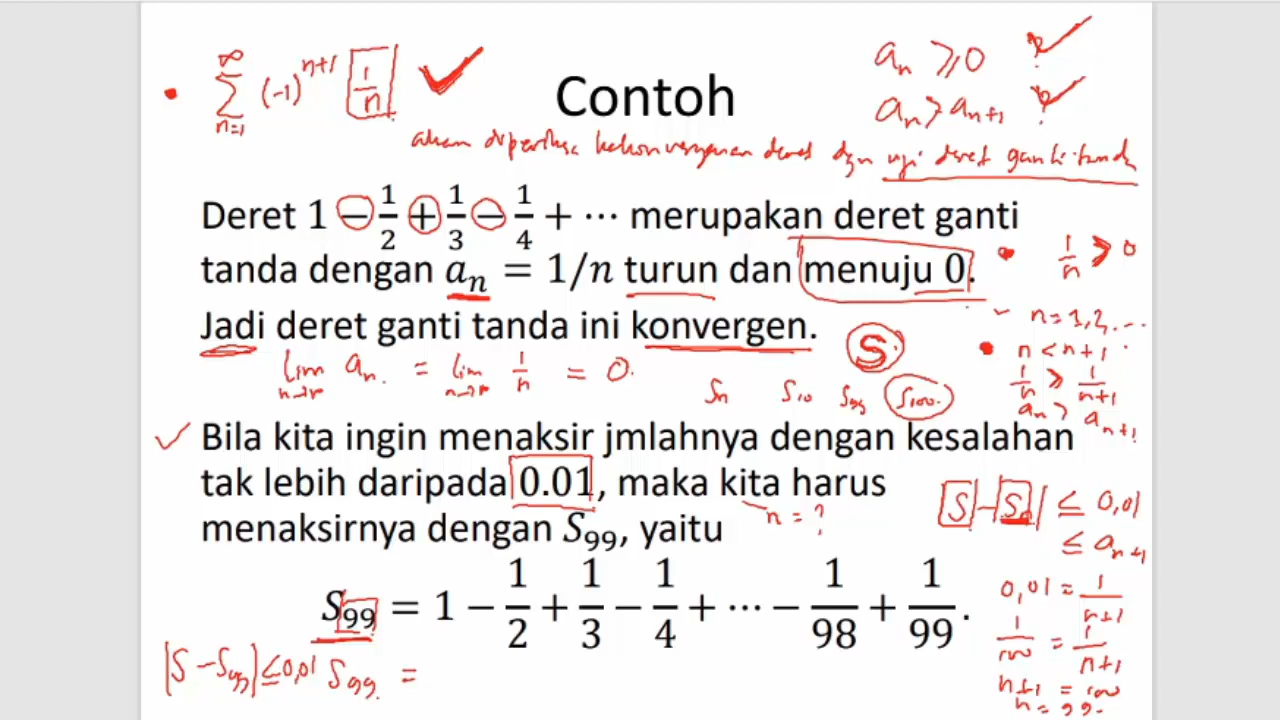 ∑_{n=1}^{∞} (-1)^{n+1} 1/n ✓
aₙ ⩾ 0 ?✓
Contoh
aₙ > aₙ₊₁ ?✓
akan diperiksa kekonvergenan deret dgn uji deret ganti tanda
Deret 1 − 1/2 + 1/3 − 1/4 + ⋯ merupakan deret ganti
tanda dengan aₙ = 1/n turun dan menuju 0.
1/n > 0
Jadi deret ganti tanda ini konvergen.
n = 1, 2, ...
S
n < n+1
lim_{n→∞} aₙ = lim_{n→∞} 1/n = 0.
1/n > 1/(n+1)
Sₙ S₁₀ S₉₉ S₁₀₀.
aₙ > aₙ₊₁
✓ Bila kita ingin menaksir jmlahnya dengan kesalahan
tak lebih daripada 0.01, maka kita harus
|S − Sₙ| ≤ 0,01
menaksirnya dengan S₉₉, yaitu
n = ?
≤ aₙ₊₁
S₉₉ = 1 − 1/2 + 1/3 − 1/4 + ⋯ − 1/98 + 1/99.
0,01 = 1/(n+1)
1/100 = 1/(n+1)
|S − S₉₉| ≤ 0,01 S₉₉ =
n+1 = 100
n = 99.